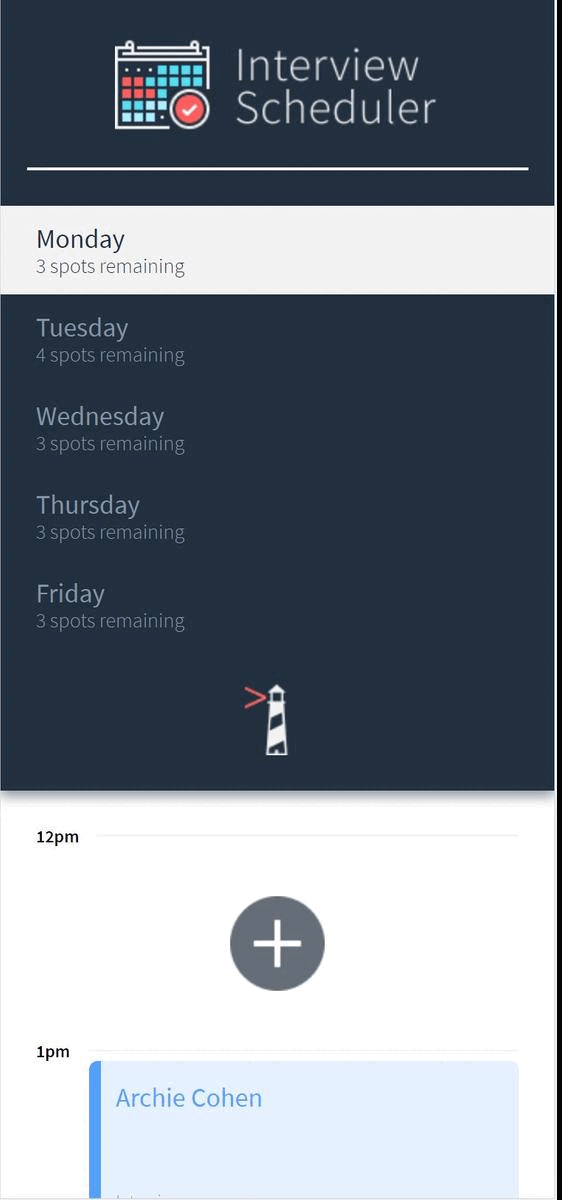 Interview
Scheduler
Monday
3 spots remaining
Tuesday
4 spots remaining
Wednesday
3 spots remaining
Thursday
3 spots remaining
Friday
3 spots remaining
12pm
1pm
Archie Cohen